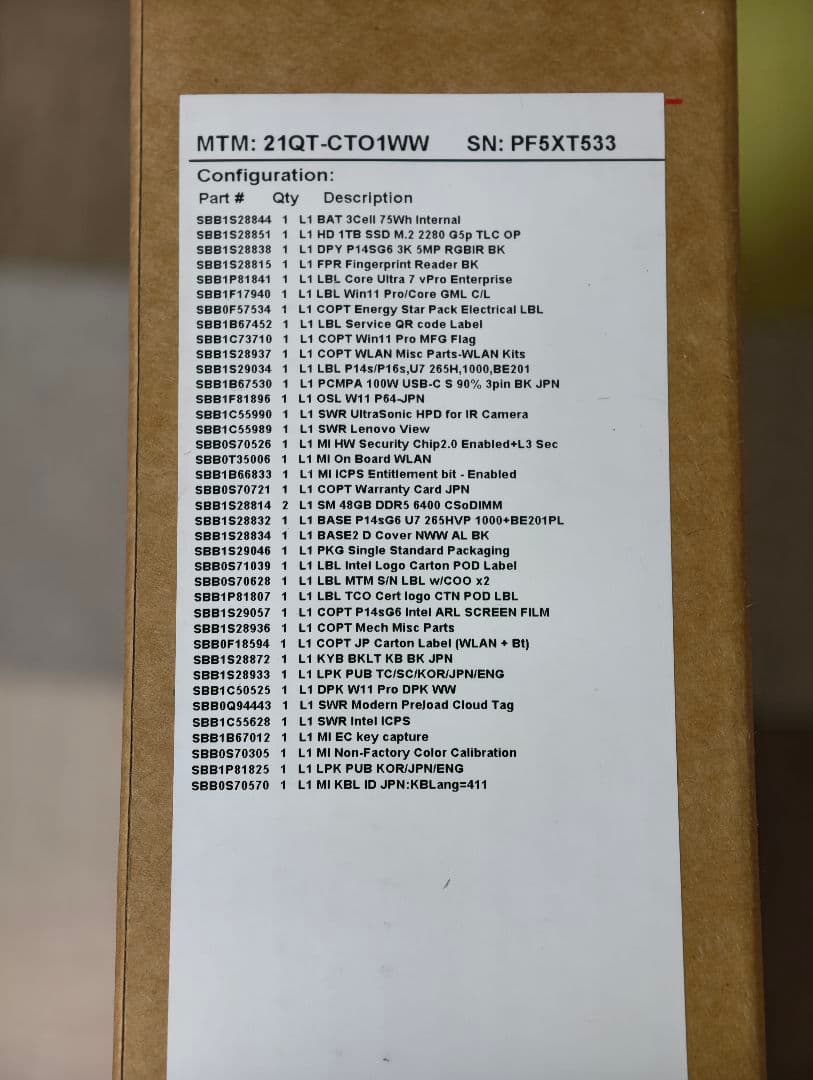 MTM: 21QT-CTO1WW SN: PF5XT533
Configuration:
Part # Qty Description
SBB1S28844 1 L1 BAT 3Cell 75Wh Internal
SBB1S28851 1 L1 HD 1TB SSD M.2 2280 G5p TLC OP
SBB1S28838 1 L1 DPY P14SG6 3K 5MP RGBIR BK
SBB1S28815 1 L1 FPR Fingerprint Reader BK
SBB1P81841 1 L1 LBL Core Ultra 7 vPro Enterprise
SBB1F17940 1 L1 LBL Win11 Pro/Core GML C/L
SBB0F57534 1 L1 COPT Energy Star Pack Electrical LBL
SBB1B67452 1 L1 LBL Service QR code Label
SBB1C73710 1 L1 COPT Win11 Pro MFG Flag
SBB1S28937 1 L1 COPT WLAN Misc Parts-WLAN Kits
SBB1S29034 1 L1 LBL P14s/P16s,U7 265H,1000,BE201
SBB1B67530 1 L1 PCMPA 100W USB-C S 90% 3pin BK JPN
SBB1F81896 1 L1 OSL W11 P64-JPN
SBB1C55990 1 L1 SWR UltraSonic HPD for IR Camera
SBB1C55989 1 L1 SWR Lenovo View
SBB0S70526 1 L1 MI HW Security Chip2.0 Enabled+L3 Sec
SBB0T35006 1 L1 MI On Board WLAN
SBB1B66833 1 L1 MI ICPS Entitlement bit - Enabled
SBB0S70721 1 L1 COPT Warranty Card JPN
SBB1S28814 2 L1 SM 48GB DDR5 6400 CSoDIMM
SBB1S28832 1 L1 BASE P14sG6 U7 265HVP 1000+BE201PL
SBB1S28834 1 L1 BASE2 D Cover NWW AL BK
SBB1S29046 1 L1 PKG Single Standard Packaging
SBB0S71039 1 L1 LBL Intel Logo Carton POD Label
SBB0S70628 1 L1 LBL MTM S/N LBL w/COO x2
SBB1P81807 1 L1 LBL TCO Cert logo CTN POD LBL
SBB1S29057 1 L1 COPT P14sG6 Intel ARL SCREEN FILM
SBB1S28936 1 L1 COPT Mech Misc Parts
SBB0F18594 1 L1 COPT JP Carton Label (WLAN + Bt)
SBB1S28872 1 L1 KYB BKLT KB BK JPN
SBB1S28933 1 L1 LPK PUB TC/SC/KOR/JPN/ENG
SBB1C50525 1 L1 DPK W11 Pro DPK WW
SBB0Q94443 1 L1 SWR Modern Preload Cloud Tag
SBB1C55628 1 L1 SWR Intel ICPS
SBB1B67012 1 L1 MI EC key capture
SBB0S70305 1 L1 MI Non-Factory Color Calibration
SBB1P81825 1 L1 LPK PUB KOR/JPN/ENG
SBB0S70570 1 L1 MI KBL ID JPN:KBLang=411